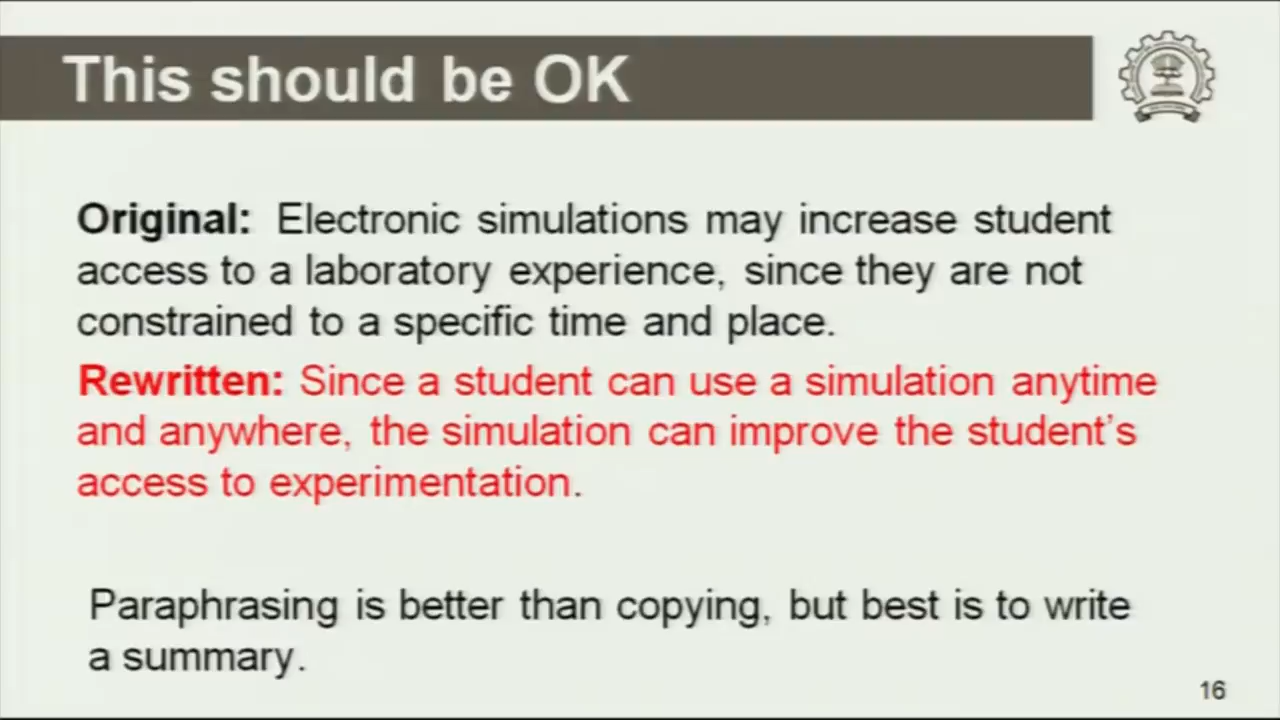 This should be OK
Original: Electronic simulations may increase student
access to a laboratory experience, since they are not
constrained to a specific time and place.
Rewritten: Since a student can use a simulation anytime
and anywhere, the simulation can improve the student's
access to experimentation.
Paraphrasing is better than copying, but best is to write
a summary.
16